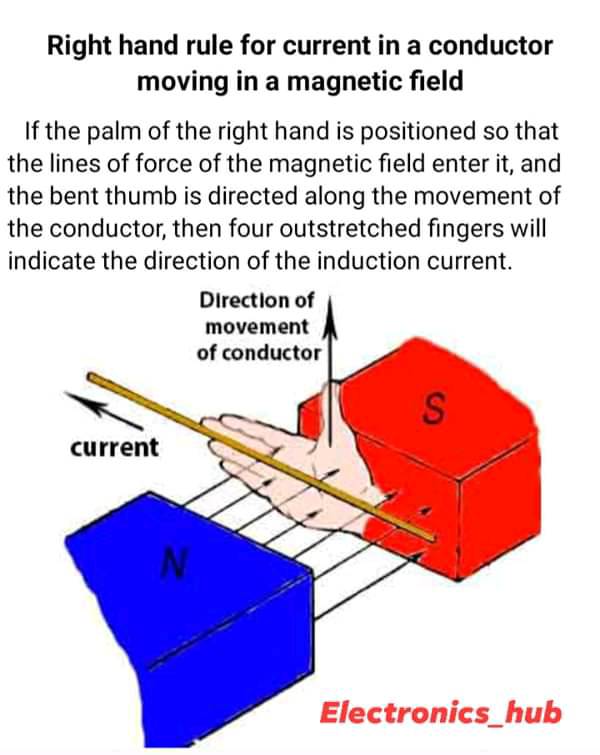 Right hand rule for current in a conductor
moving in a magnetic field
If the palm of the right hand is positioned so that
the lines of force of the magnetic field enter it, and
the bent thumb is directed along the movement of
the conductor, then four outstretched fingers will
indicate the direction of the induction current.
Direction of
movement
of conductor
S
current
N
Electronics_hub